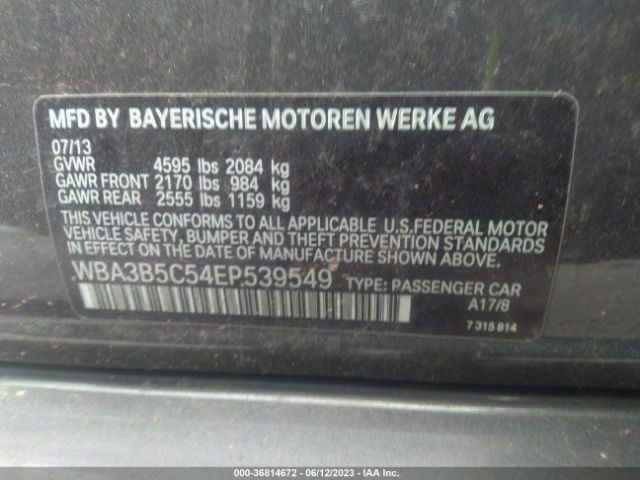 MFD BY BAYERISCHE MOTOREN WERKE AG
07/13
GVWR 4595 lbs 2084 kg
GAWR FRONT 2170 lbs 984 kg
GAWR REAR 2555 lbs 1159 kg
THIS VEHICLE CONFORMS TO ALL APPLICABLE U.S.FEDERAL MOTOR
VEHICLE SAFETY, BUMPER AND THEFT PREVENTION STANDARDS
IN EFFECT ON THE DATE OF MANUFACTURE SHOWN ABOVE.
WBA3B5C54EP539549 TYPE: PASSENGER CAR
A17/8
7 315 814
000-36814672 - 06/12/2023 - IAA Inc.